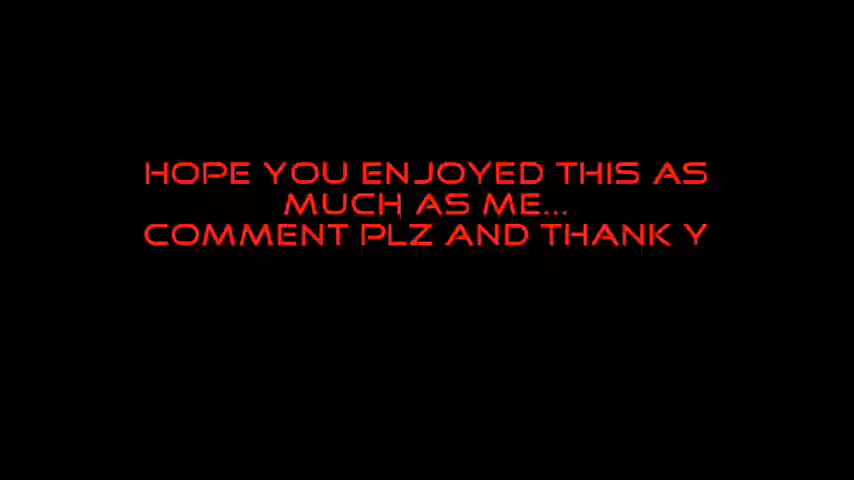 HOPE YOU ENJOYED THIS AS
MUCH AS ME...
COMMENT PLZ AND THANK Y